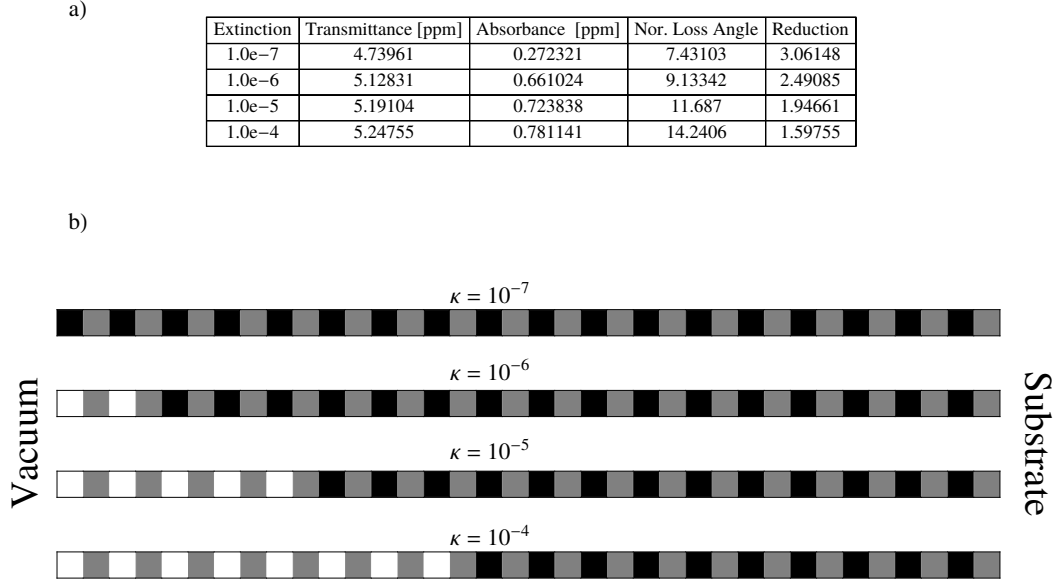 a)
Extinction Transmittance [ppm] Absorbance [ppm] Nor. Loss Angle Reduction
1.0e−7 4.73961 0.272321 7.43103 3.06148
1.0e−6 5.12831 0.661024 9.13342 2.49085
1.0e−5 5.19104 0.723838 11.687 1.94661
1.0e−4 5.24755 0.781141 14.2406 1.59755
b)
κ = 10⁻⁷
κ = 10⁻⁶
κ = 10⁻⁵
κ = 10⁻⁴
Vacuum
Substrate